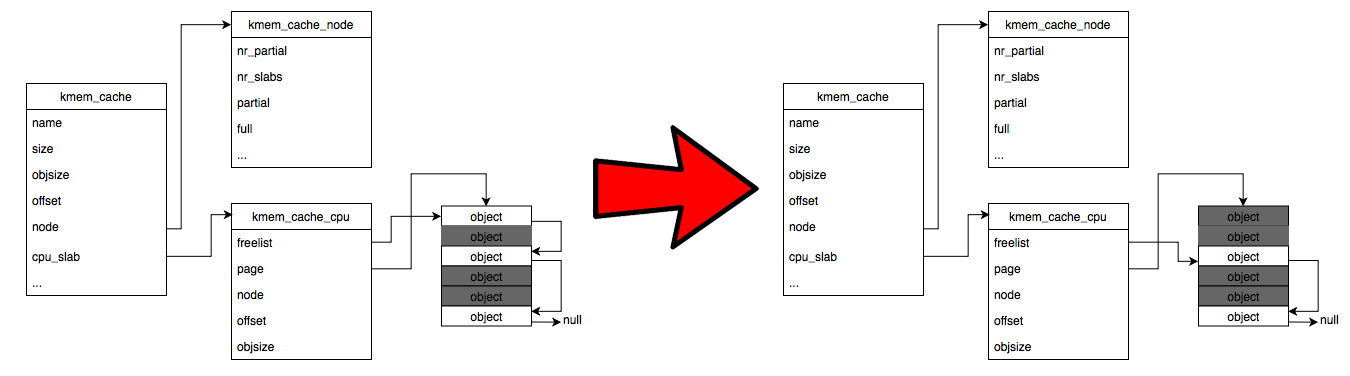 kmem_cache
name
size
objsize
offset
node
cpu_slab
...
kmem_cache_node
nr_partial
nr_slabs
partial
full
...
kmem_cache_cpu
freelist
page
node
offset
objsize
object
object
object
object
object
object
null
kmem_cache
name
size
objsize
offset
node
cpu_slab
...
kmem_cache_node
nr_partial
nr_slabs
partial
full
...
kmem_cache_cpu
freelist
page
node
offset
objsize
object
object
object
object
object
object
null